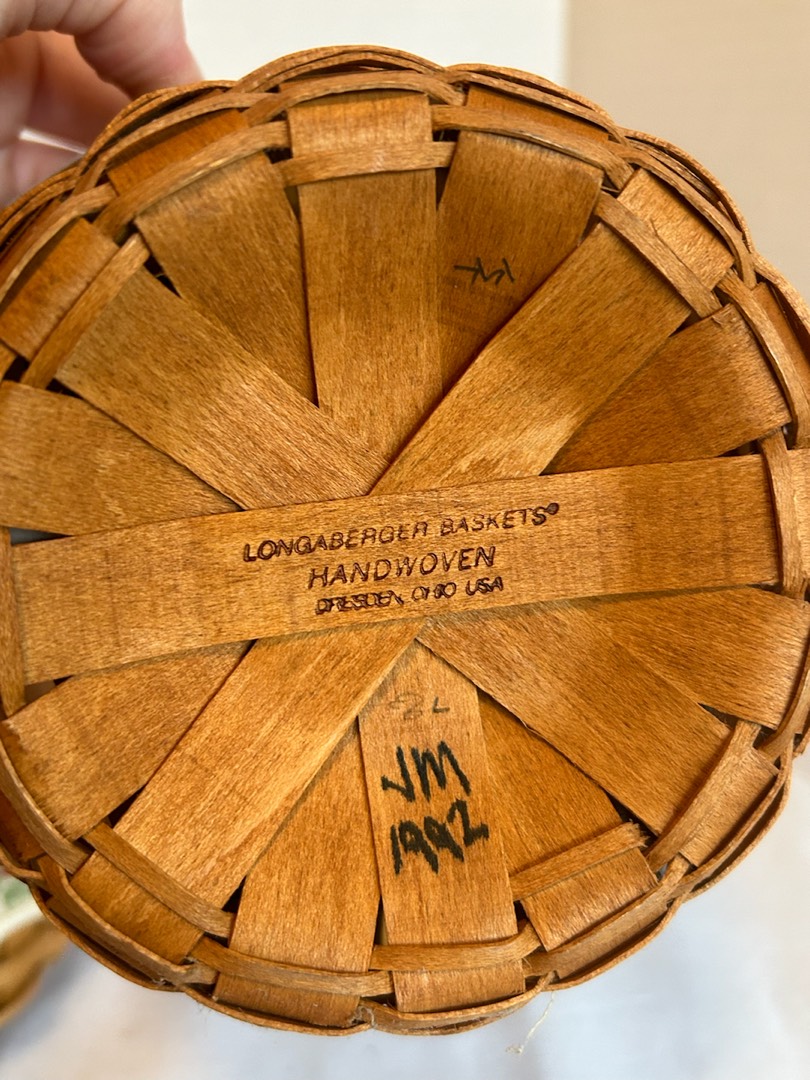 LONGABERGER BASKETS®
HANDWOVEN
DRESDEN, OHIO USA
JM
1992